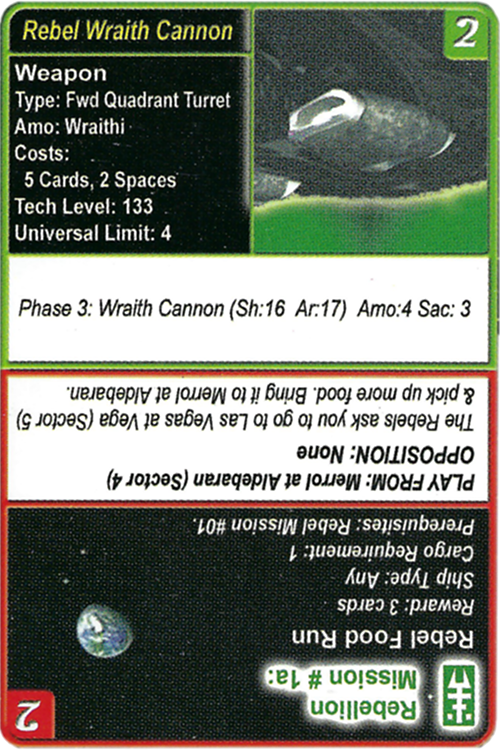 Rebel Wraith Cannon
2
Weapon
Type: Fwd Quadrant Turret
Amo: Wraithi
Costs:
5 Cards, 2 Spaces
Tech Level: 133
Universal Limit: 4
Phase 3: Wraith Cannon (Sh:16 Ar:17) Amo:4 Sac: 3
2
Rebellion
Mission # 1a:
Rebel Food Run
Reward: 3 cards
Ship Type: Any
Cargo Requirement: 1
Prerequisites: Rebel Mission #01.
PLAY FROM: Merrol at Aldebaran (Sector 4)
OPPOSITION: None
The Rebels ask you to go to Las Vegas at Vega (Sector 5)
& pick up more food. Bring it to Merrol at Aldebaran.